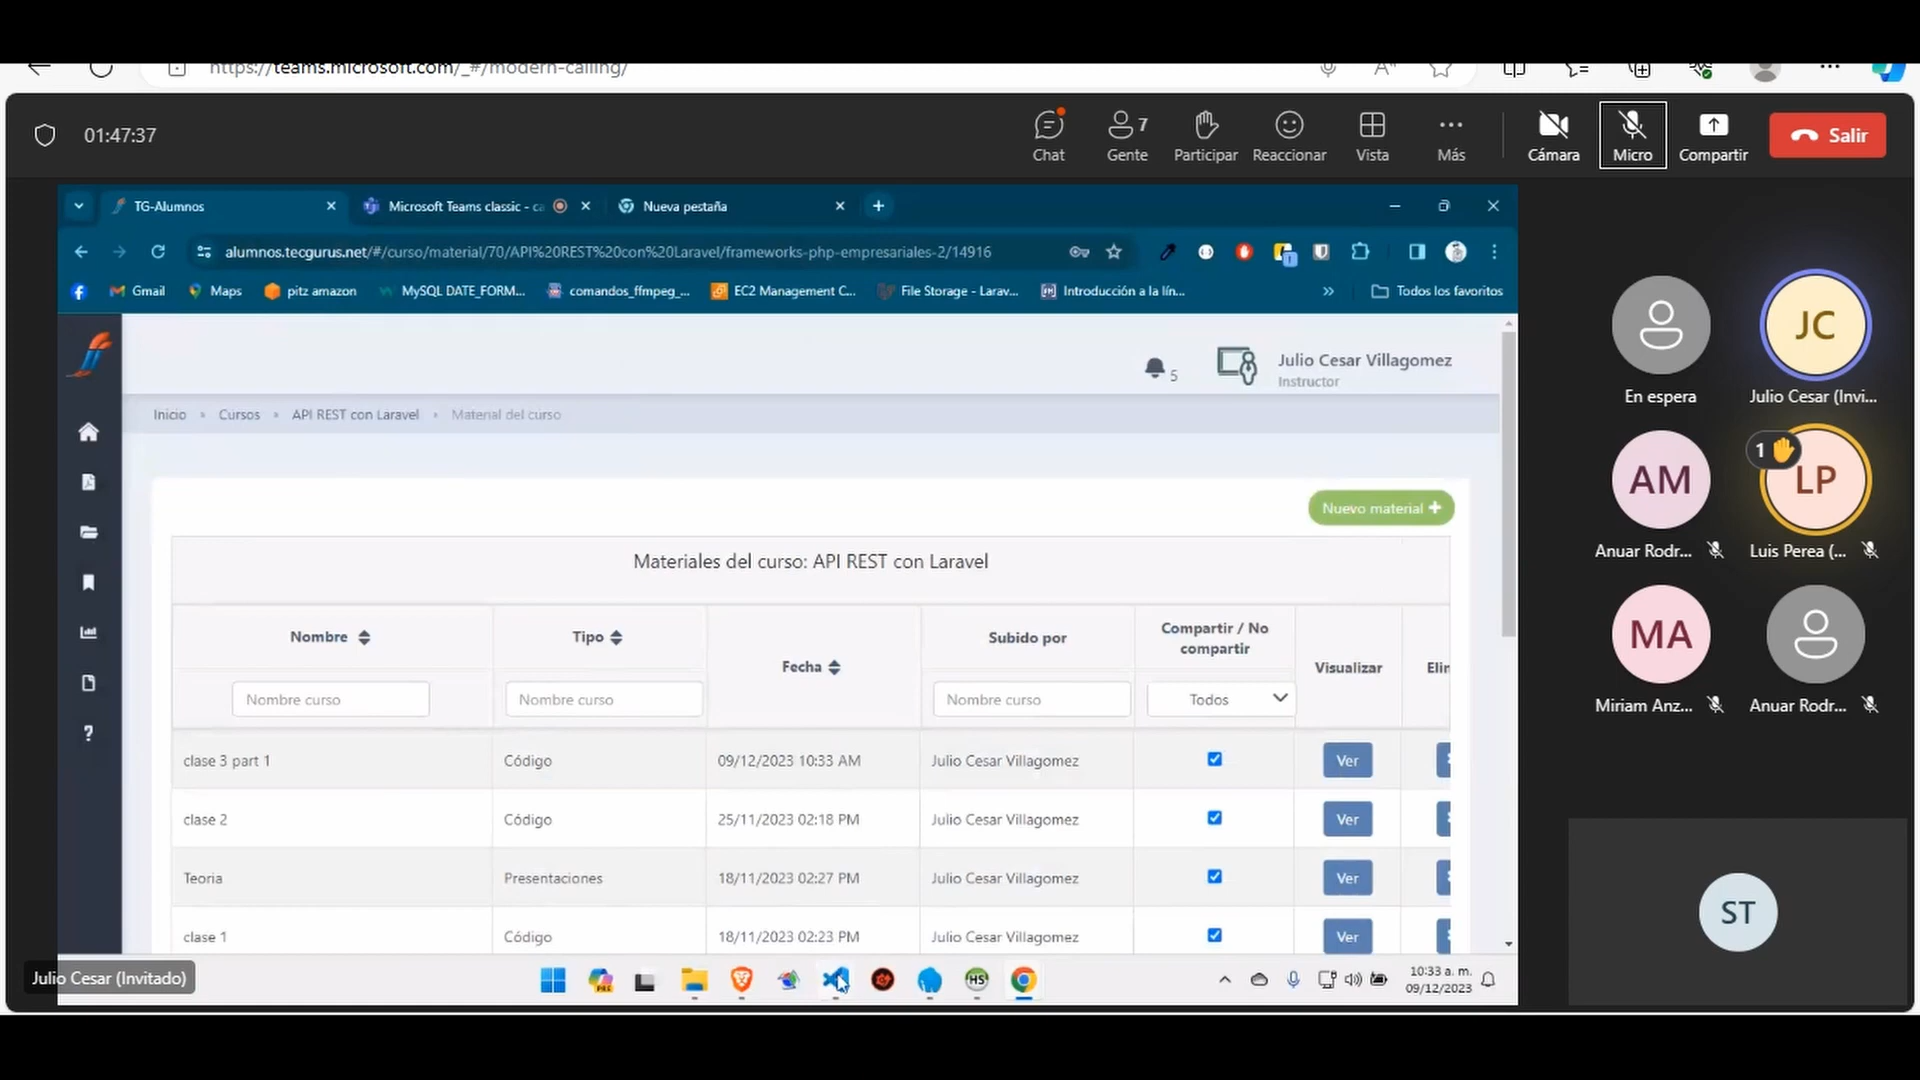 https://teams.microsoft.com/_#/modern-calling/
01:47:37
Chat
7
Gente
Participar
Reaccionar
Vista
Más
Cámara
Micro
Compartir
Salir
TG-Alumnos
Microsoft Teams classic - ca
Nueva pestaña
alumnos.tecgurus.net/#/curso/material/70/API%20REST%20con%20Laravel/frameworks-php-empresariales-2/14916
Gmail
Maps
pitz amazon
MySQL DATE_FORM...
comandos_ffmpeg_...
EC2 Management C...
File Storage - Larav...
Introducción a la lín...
»
Todos los favoritos
5
Julio Cesar Villagomez
Instructor
Inicio
Cursos
API REST con Laravel
Material del curso
Nuevo material +
Materiales del curso: API REST con Laravel
Nombre
Tipo
Fecha
Subido por
Compartir / No
compartir
Visualizar
Elin
Nombre curso
Nombre curso
Nombre curso
Todos
clase 3 part 1
Código
09/12/2023 10:33 AM
Julio Cesar Villagomez
Ver
clase 2
Código
25/11/2023 02:18 PM
Julio Cesar Villagomez
Ver
Teoria
Presentaciones
18/11/2023 02:27 PM
Julio Cesar Villagomez
Ver
clase 1
Código
18/11/2023 02:23 PM
Julio Cesar Villagomez
Ver
Julio Cesar (Invitado)
PRE
HS
10:33 a. m.
09/12/2023
En espera
JC
Julio Cesar (Invi...
AM
Anuar Rodr...
1
LP
Luis Perea (...
MA
Miriam Anz...
Anuar Rodr...
ST